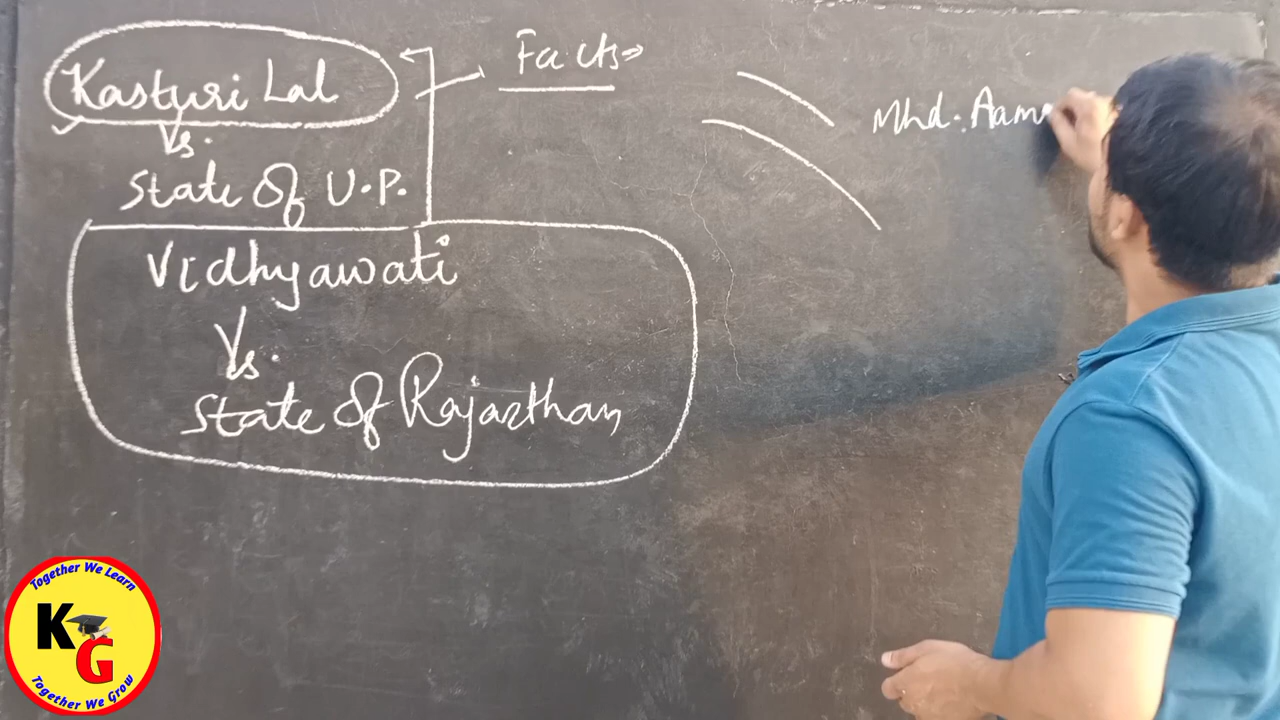 Kasturi Lal
Vs.
State Of U.P.
Facts
Mhd. Aam
Vidhyawati
Vs.
State Of Rajasthan
Together We Learn
KG
Together We Grow